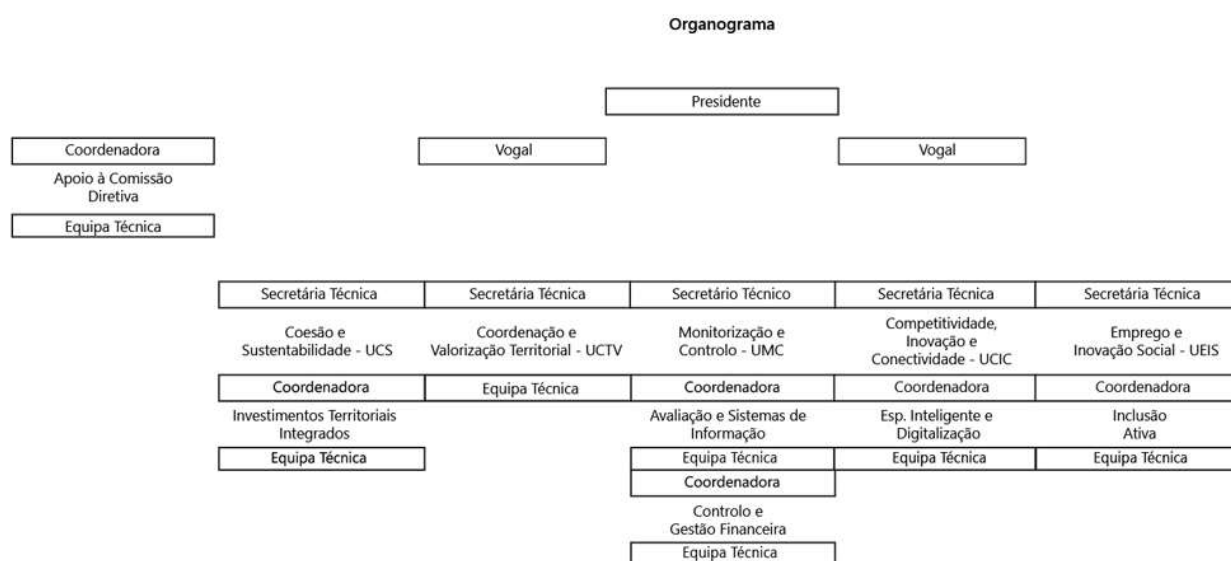 Organograma
Presidente
Coordenadora
Vogal
Vogal
Apoio à Comissão
Diretiva
Equipa Técnica
Secretária Técnica
Secretária Técnica
Secretário Técnico
Secretária Técnica
Secretária Técnica
Coesão e
Sustentabilidade - UCS
Coordenação e
Valorização Territorial - UCTV
Monitorização e
Controlo - UMC
Competitividade,
Inovação e
Conectividade - UCIC
Emprego e
Inovação Social - UEIS
Coordenadora
Equipa Técnica
Coordenadora
Coordenadora
Coordenadora
Investimentos Territoriais
Integrados
Avaliação e Sistemas de
Informação
Esp. Inteligente e
Digitalização
Inclusão
Ativa
Equipa Técnica
Equipa Técnica
Equipa Técnica
Equipa Técnica
Coordenadora
Controlo e
Gestão Financeira
Equipa Técnica